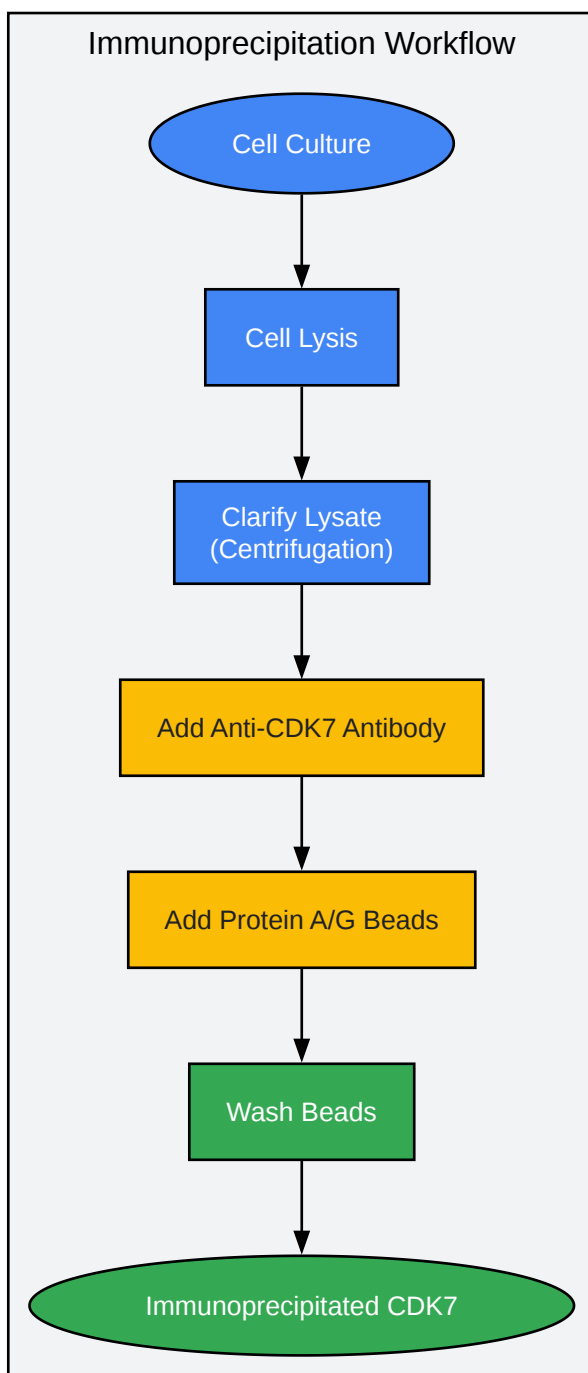 Immunoprecipitation Workflow
Cell Culture
Cell Lysis
Clarify Lysate
(Centrifugation)
Add Anti-CDK7 Antibody
Add Protein A/G Beads
Wash Beads
Immunoprecipitated CDK7